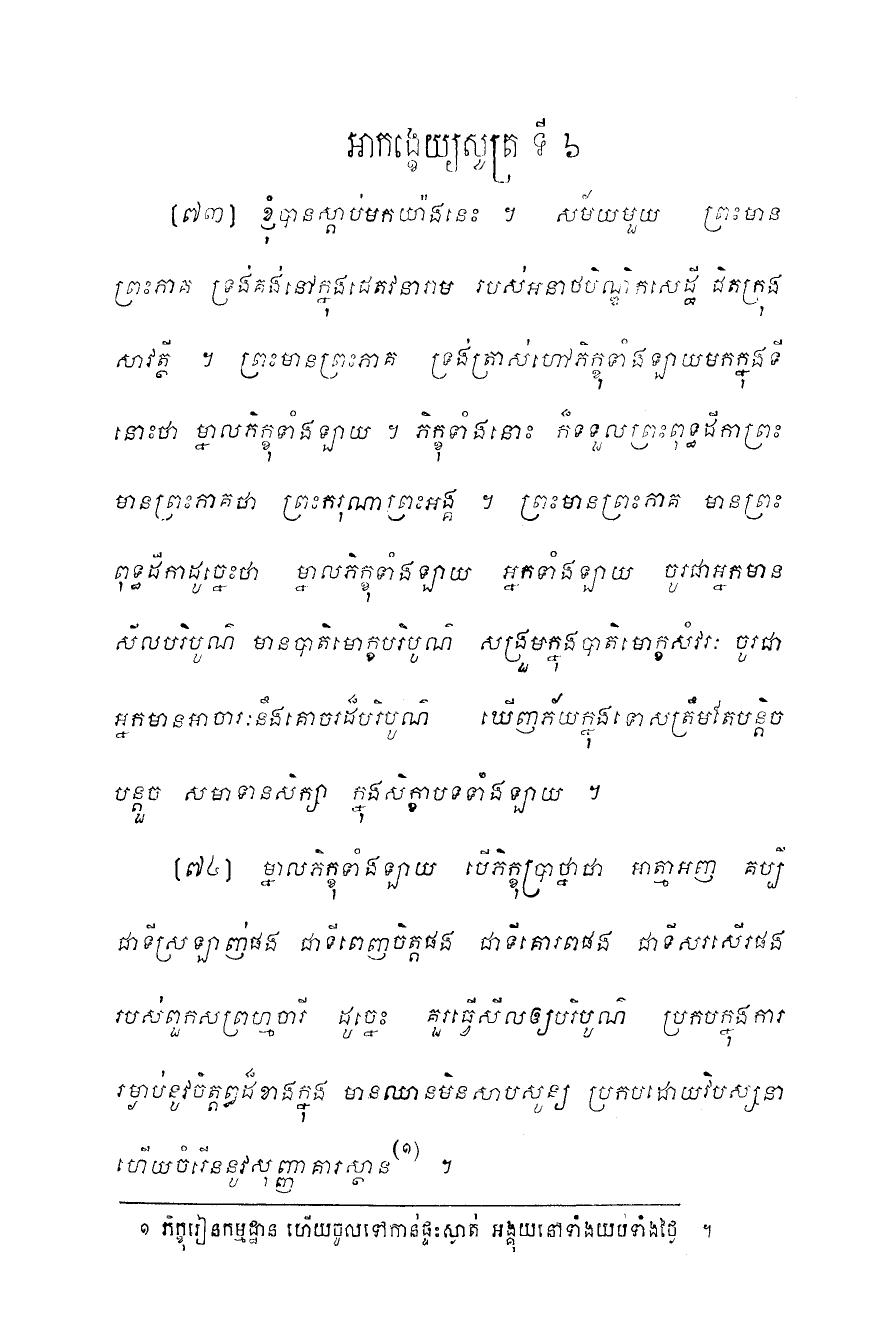 អាកង្ខេយ្យសូត្រ ទី ៦
[៧៣] ខ្ញុំបានស្តាប់មកយ៉ាងនេះ ។ សម័យមួយ ព្រះមាន
ព្រះភាគ ទ្រង់គង់នៅក្នុងជេតវនារាម របស់អនាថបិណ្ឌិកសេដ្ឋី ជិតក្រុង
សាវត្ថី ។ ព្រះមានព្រះភាគ ទ្រង់ត្រាស់ហៅភិក្ខុទាំងឡាយមកក្នុងទី
នោះថា ម្នាលភិក្ខុទាំងឡាយ ។ ភិក្ខុទាំងនោះ ក៏ទទួលព្រះពុទ្ធដីកាព្រះ
មានព្រះភាគថា ព្រះករុណាព្រះអង្គ ។ ព្រះមានព្រះភាគ មានព្រះ
ពុទ្ធដីកាដូច្នេះថា ម្នាលភិក្ខុទាំងឡាយ អ្នកទាំងឡាយ ចូរជាអ្នកមាន
សីលបរិបូណ៌ មានបាតិមោក្ខបរិបូណ៌ សង្រួមក្នុងបាតិមោក្ខសំវរៈ ចូរជា
អ្នកមានអាចារៈនឹងគោចរដ៏បរិបូណ៌ ឃើញភ័យក្នុងទោសត្រឹមតែបន្តិច
បន្តួច សមាទានសិក្សា ក្នុងសិក្ខាបទទាំងឡាយ ។
[៧៤] ម្នាលភិក្ខុទាំងឡាយ បើភិក្ខុប្រាថ្នាថា អាត្មាអញ គប្បី
ជាទីស្រឡាញ់ផង ជាទីពេញចិត្តផង ជាទីគោរពផង ជាទីសរសើរផង
របស់ពួកសព្រហ្មចារី ដូច្នេះ គួរធ្វើសីលឲ្យបរិបូណ៌ ប្រកបក្នុងការ
រម្ងាប់នូវចិត្តឰដ៏ខាងក្នុង មានឈានមិនសាបសូន្យ ប្រកបដោយវិបស្សនា
ហើយចំរើននូវសុញ្ញាគារស្ថាន(១) ។
១ ភិក្ខុរៀនកម្មដ្ឋាន ហើយចូលទៅកាន់ផ្ទះស្ងាត់ អង្គុយនៅទាំងយប់ទាំងថ្ងៃ ។